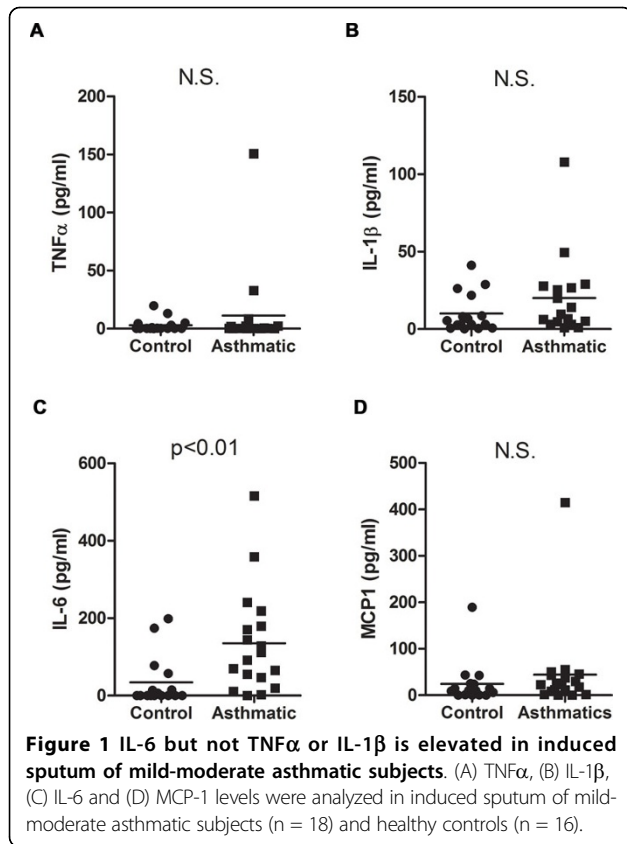 A
N.S.
TNFα (pg/ml)
200
150
100
50
0
Control
Asthmatic
B
N.S.
IL-1β (pg/ml)
150
100
50
0
Control
Asthmatic
C
p<0.01
IL-6 (pg/ml)
600
400
200
0
Control
Asthmatic
D
N.S.
MCP1 (pg/ml)
500
400
300
200
100
0
Control
Asthmatics
Figure 1 IL-6 but not TNFα or IL-1β is elevated in induced
sputum of mild-moderate asthmatic subjects. (A) TNFα, (B) IL-1β,
(C) IL-6 and (D) MCP-1 levels were analyzed in induced sputum of mild-
moderate asthmatic subjects (n = 18) and healthy controls (n = 16).